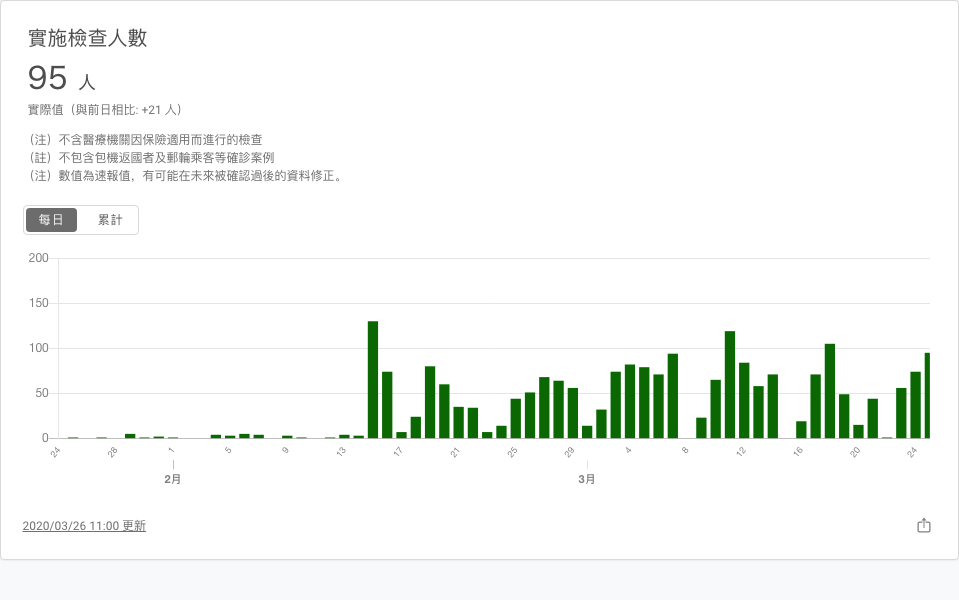 實施檢查人數
95 人
實際值（與前日相比: +21 人）
（注）不含醫療機關因保險適用而進行的檢查
（註）不包含包機返國者及郵輪乘客等確診案例
（注）數值為速報值，有可能在未來被確認過後的資料修正。
每日 累計
200
150
100
50
0
24 28 1 5 9 13 17 21 25 29 4 8 12 16 20 24
2月 3月
2020/03/26 11:00 更新